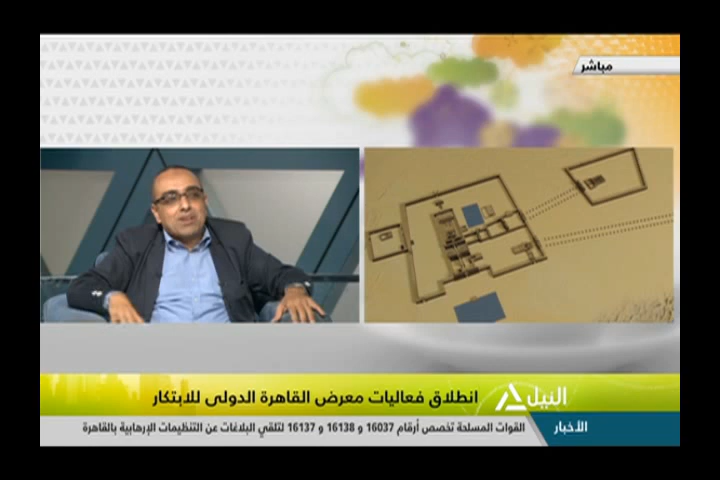 مباشر
النيل
انطلاق فعاليات معرض القاهرة الدولى للابتكار
الأخبار
القوات المسلحة تخصص أرقام 16037 و 16138 و 16137 لتلقي البلاغات عن التنظيمات الإرهابية بالقاهرة